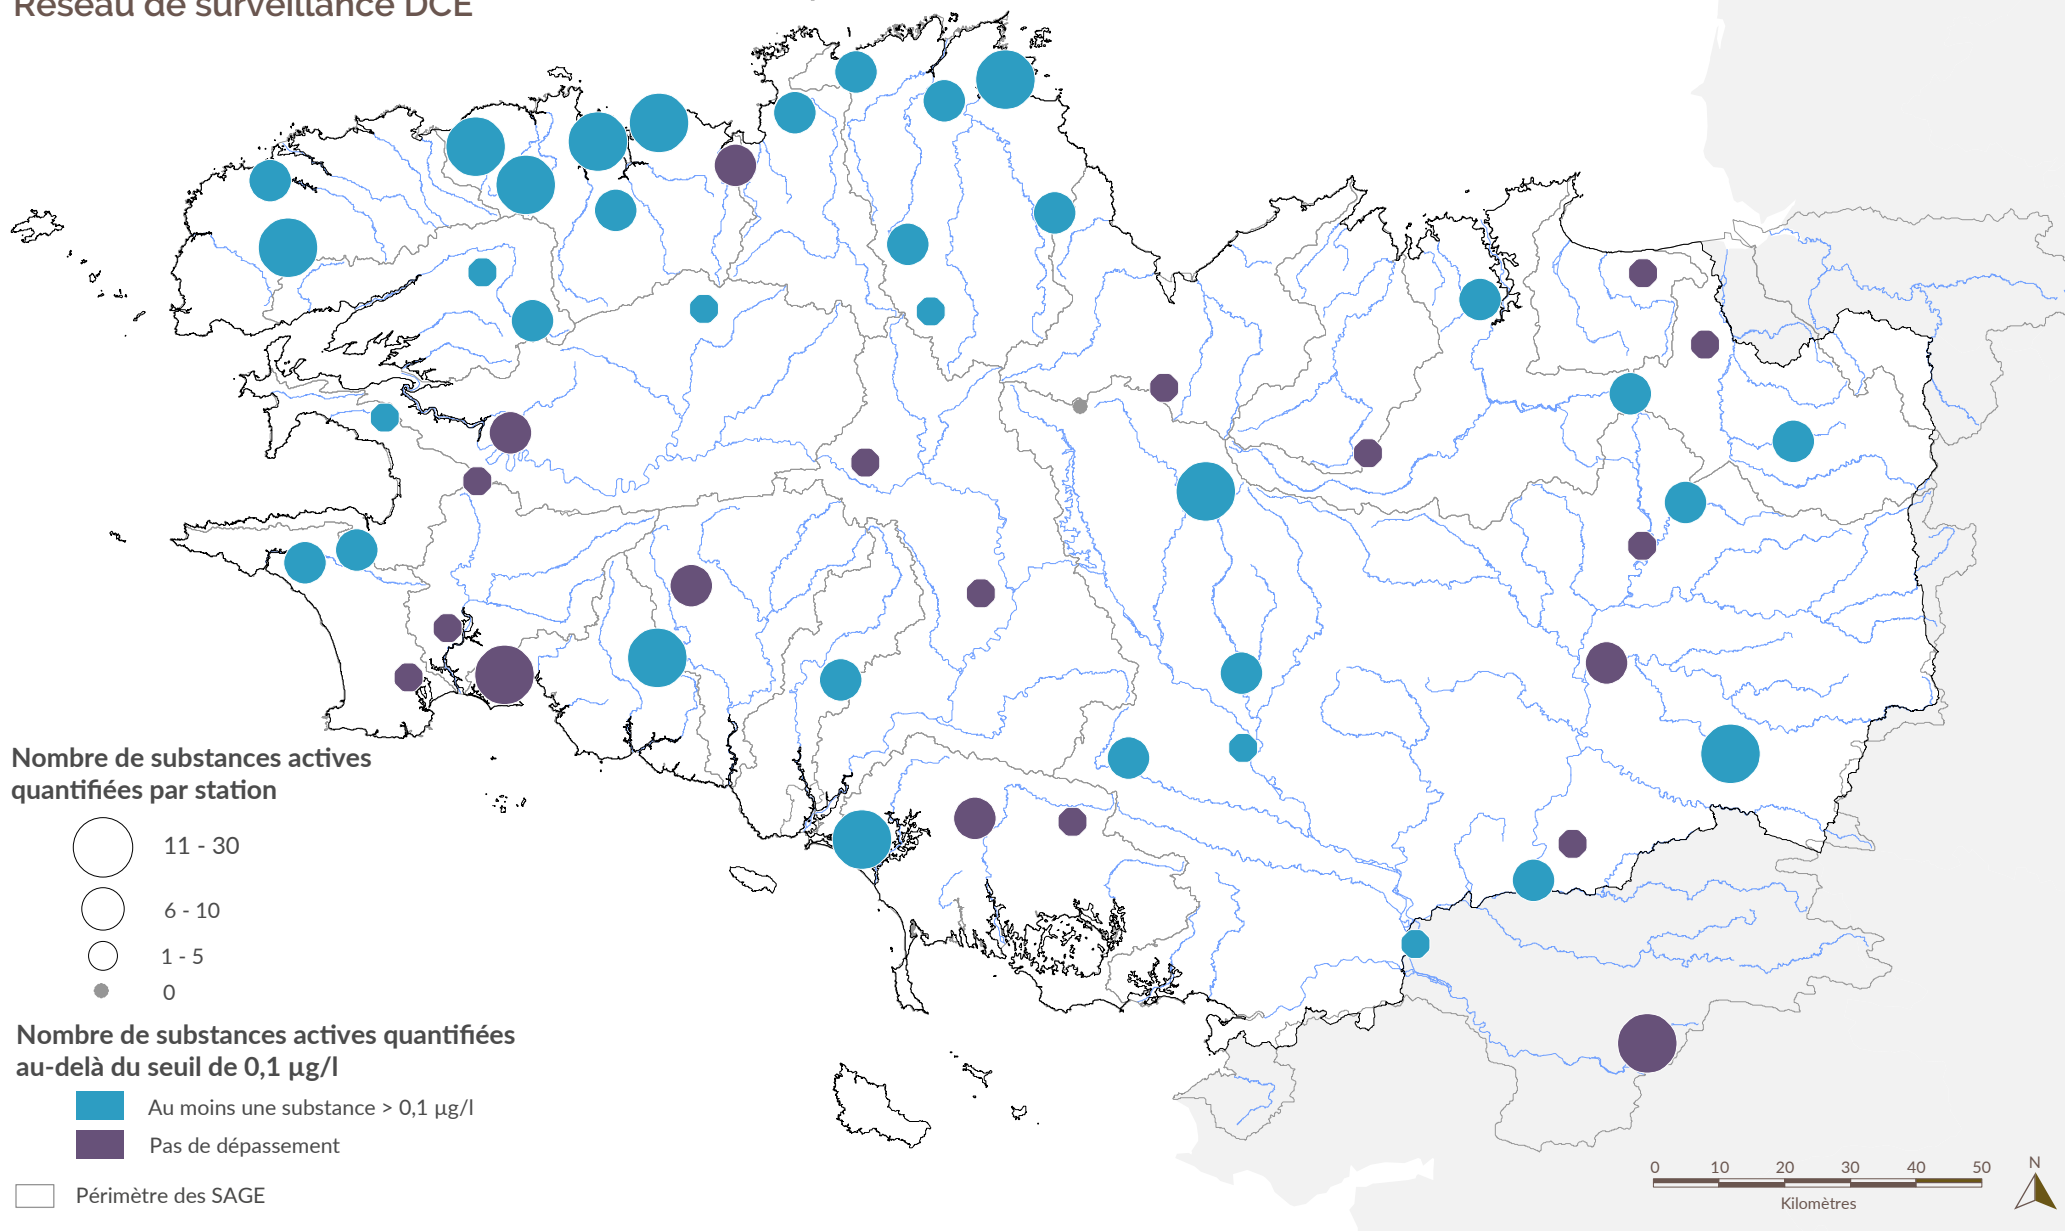 Réseau de surveillance DCE
Nombre de substances actives
quantifiées par station
11 - 30
6 - 10
1 - 5
0
Nombre de substances actives quantifiées
au-delà du seuil de 0,1 µg/l
Au moins une substance > 0,1 µg/l
Pas de dépassement
Périmètre des SAGE
0 10 20 30 40 50
Kilomètres
N